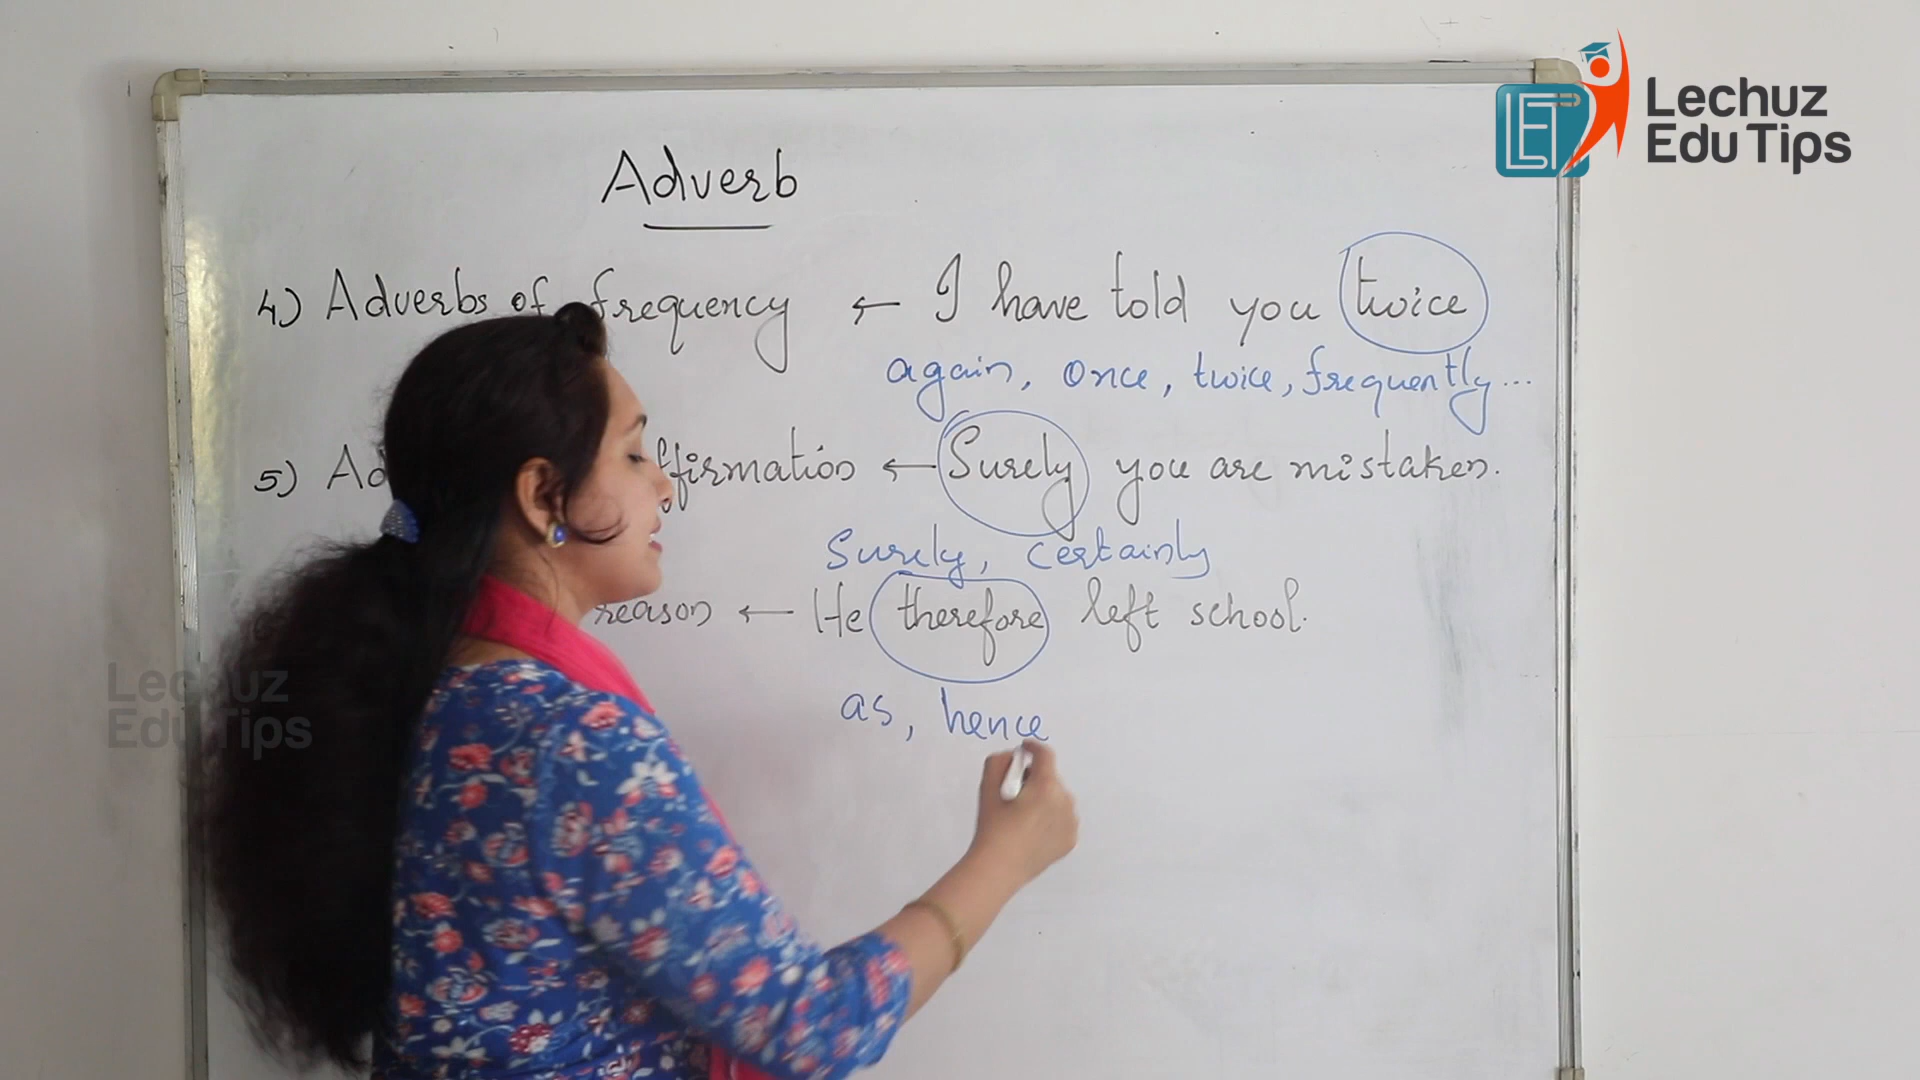 Lechuz
Edu Tips
Adverb
4) Adverbs of frequency ← I have told you twice
again, once, twice, frequently...
5) Ad ffirmation ← Surely you are mistaken.
Surely, certainly
reason ← He therefore left school.
as, hence
Lechuz
Edu Tips